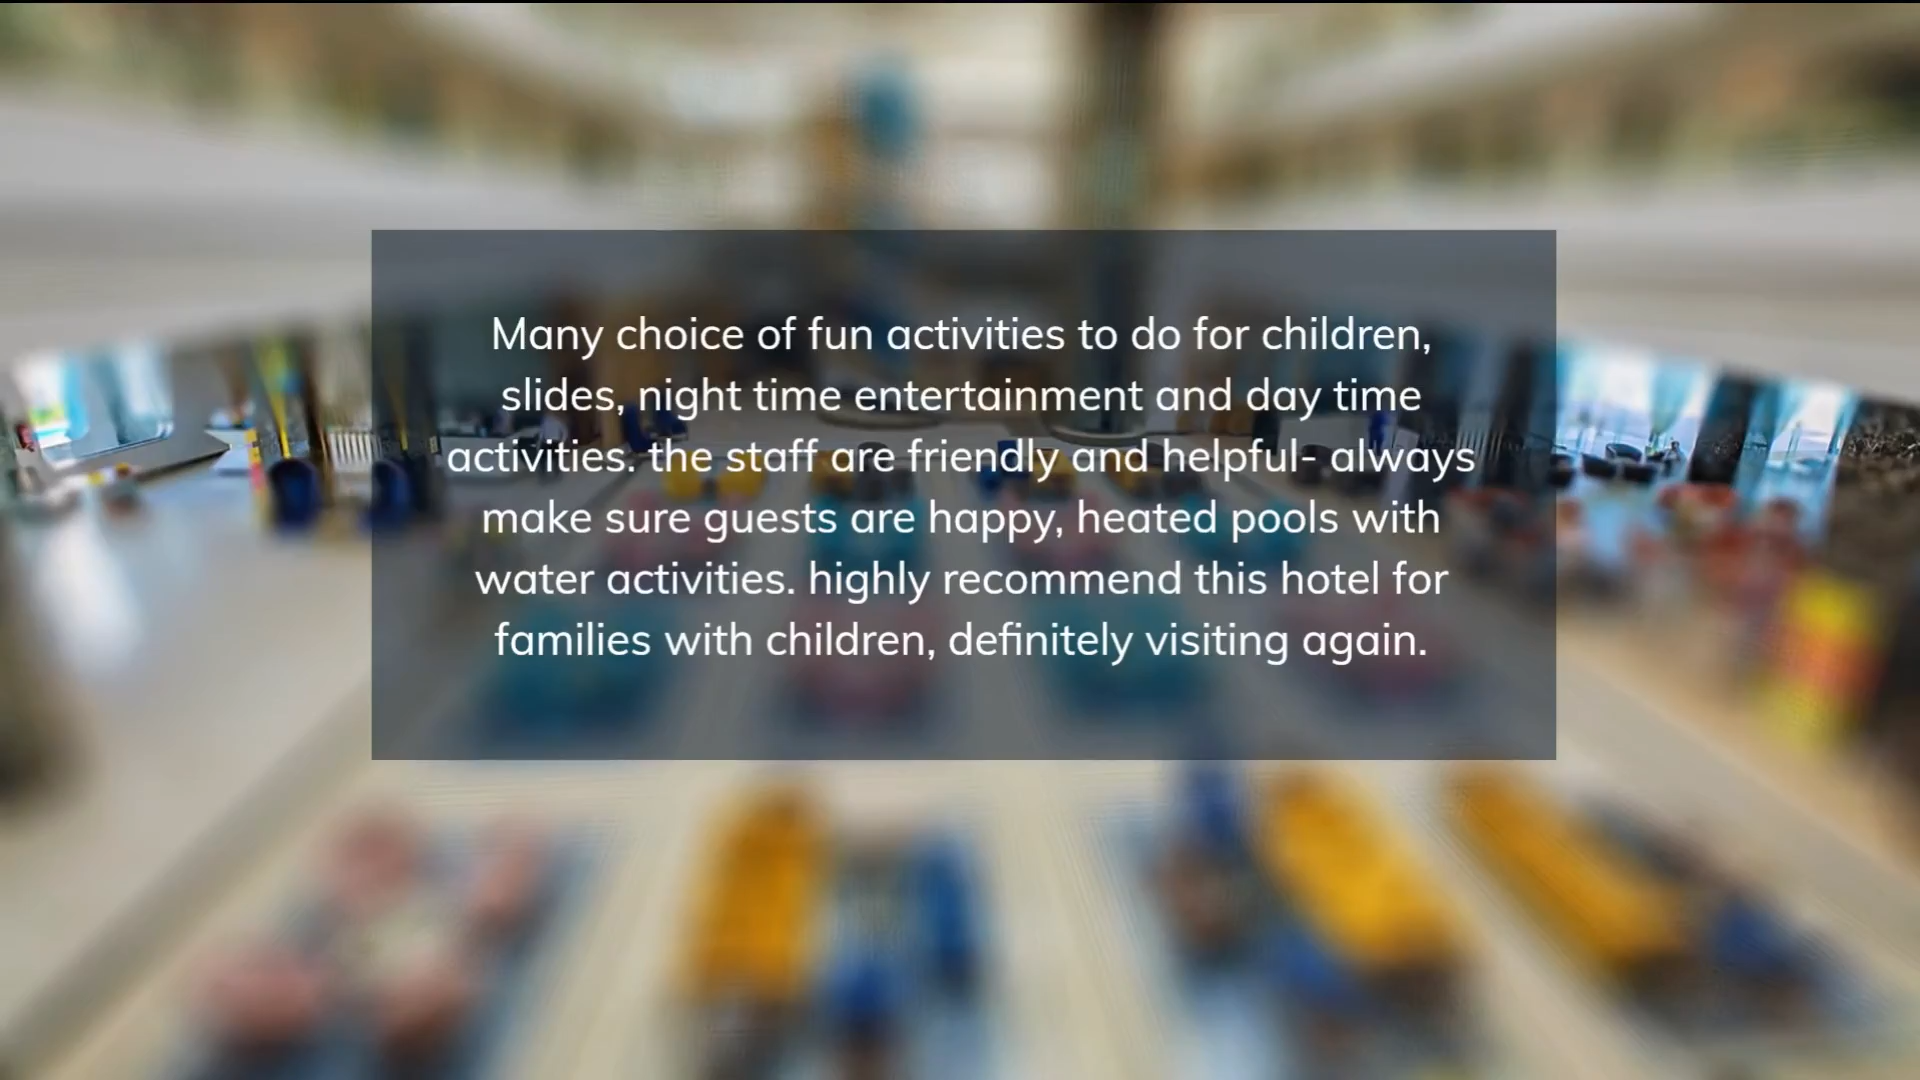 Many choice of fun activities to do for children,
slides, night time entertainment and day time
activities. the staff are friendly and helpful- always
make sure guests are happy, heated pools with
water activities. highly recommend this hotel for
families with children, definitely visiting again.